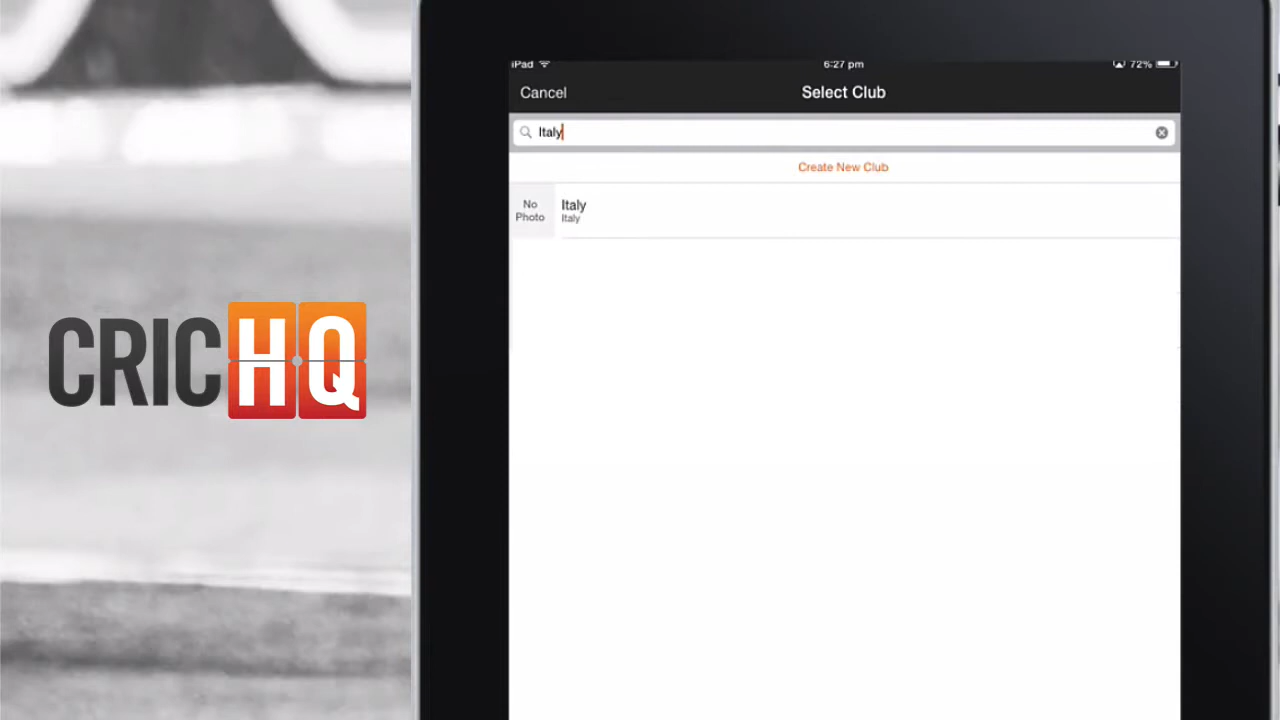 iPad
6:27 pm
72%
Cancel
Select Club
Italy
Create New Club
No
Photo
Italy
Italy
CRICHQ